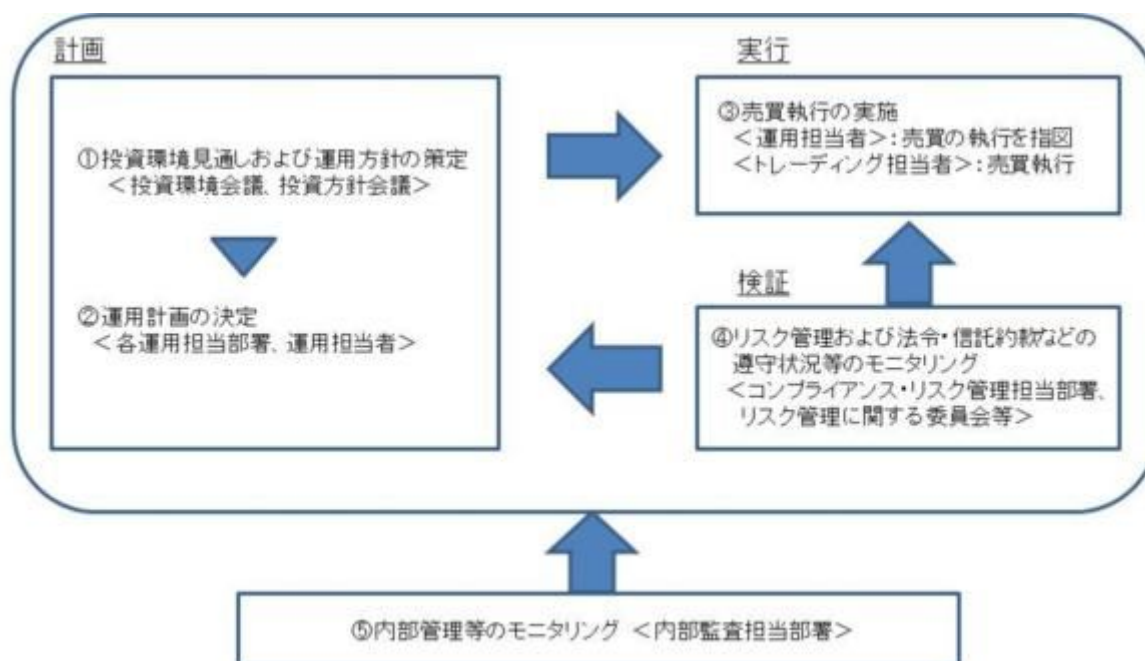 計画
①投資環境見通しおよび運用方針の策定
＜投資環境会議、投資方針会議＞
②運用計画の決定
＜各運用担当部署、運用担当者＞
実行
③売買執行の実施
＜運用担当者＞：売買の執行を指図
＜トレーディング担当者＞：売買執行
検証
④リスク管理および法令・信託約款などの
遵守状況等のモニタリング
＜コンプライアンス・リスク管理担当部署、
リスク管理に関する委員会等＞
⑤内部管理等のモニタリング ＜内部監査担当部署＞